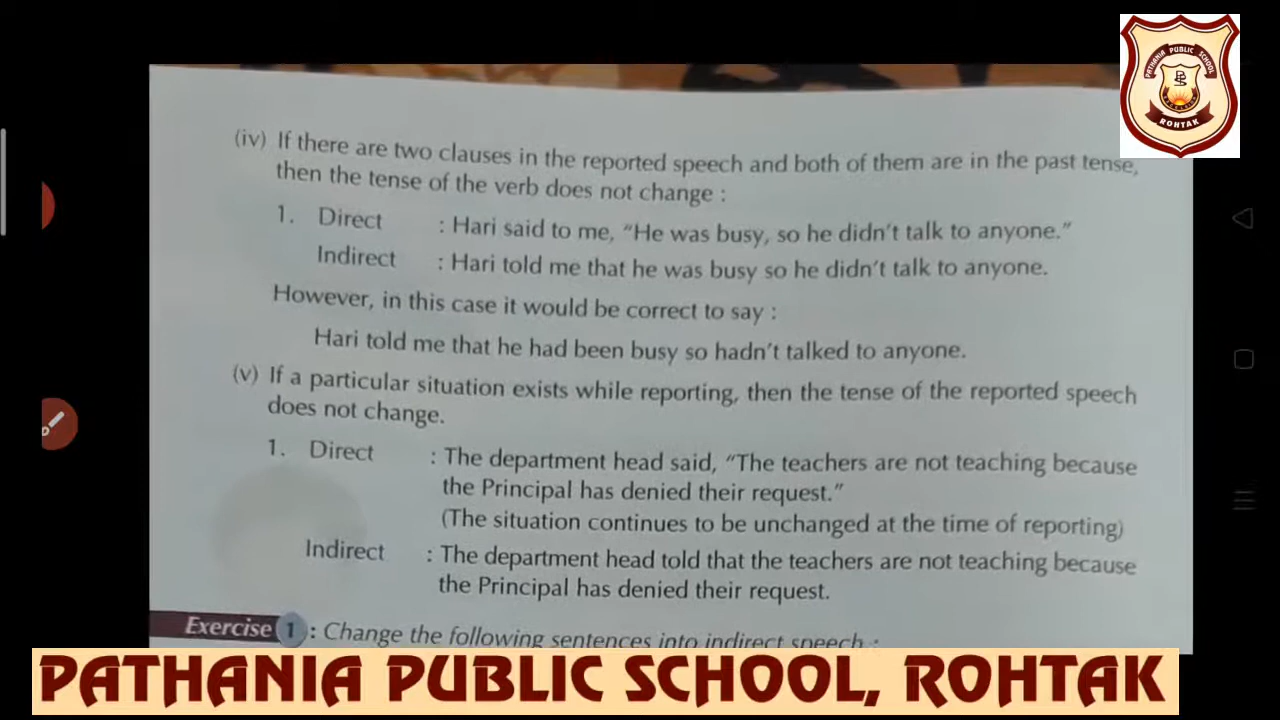 PATHANIA PUBLIC SCHOOL
ROHTAK
(iv) If there are two clauses in the reported speech and both of them are in the past tense,
then the tense of the verb does not change :
1. Direct : Hari said to me, “He was busy, so he didn’t talk to anyone.”
Indirect : Hari told me that he was busy so he didn’t talk to anyone.
However, in this case it would be correct to say :
Hari told me that he had been busy so hadn’t talked to anyone.
(v) If a particular situation exists while reporting, then the tense of the reported speech
does not change.
1. Direct : The department head said, “The teachers are not teaching because
the Principal has denied their request.”
(The situation continues to be unchanged at the time of reporting)
Indirect : The department head told that the teachers are not teaching because
the Principal has denied their request.
Exercise 1 : Change the following sentences into indirect speech :
PATHANIA PUBLIC SCHOOL, ROHTAK